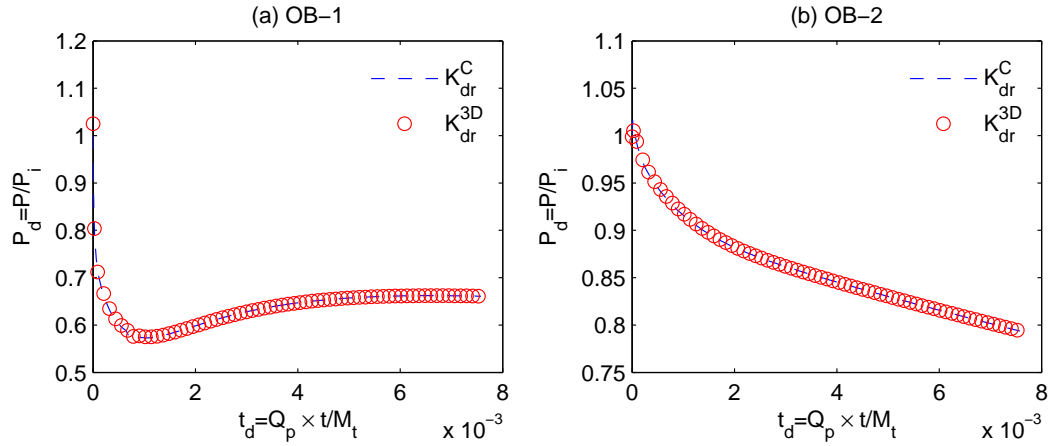 (a) OB−1
1.2
1.1
1
0.9
0.8
0.7
0.6
0.5
0
2
4
6
8
x 10−3
P_d=P/P_i
t_d=Q_p × t/M_t
K_dr^C
K_dr^3D
(b) OB−2
1.1
1.05
1
0.95
0.9
0.85
0.8
0.75
0
2
4
6
8
x 10−3
P_d=P/P_i
t_d=Q_p × t/M_t
K_dr^C
K_dr^3D